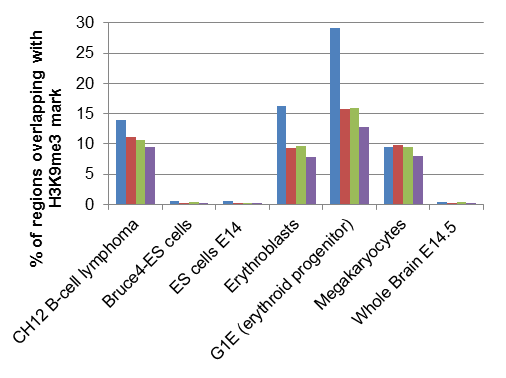 % of regions overlapping with
H3K9me3 mark
30
25
20
15
10
5
0
CH12 B-cell lymphoma
Bruce4-ES cells
ES cells E14
Erythroblasts
G1E (erythroid progenitor)
Megakaryocytes
Whole Brain E14.5